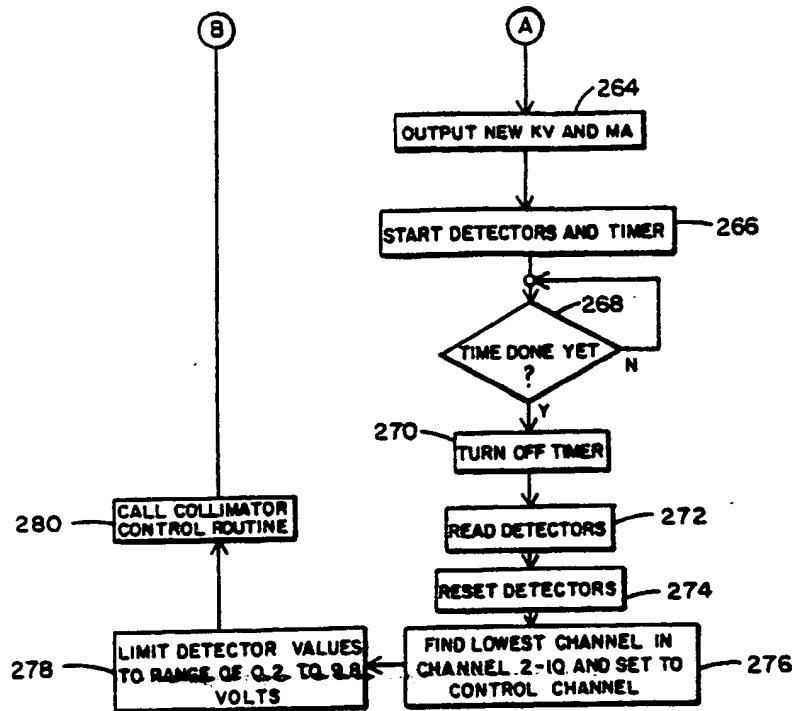 B
A
264
OUTPUT NEW KV AND MA
START DETECTORS AND TIMER
266
268
TIME DONE YET
?
N
Y
270
TURN OFF TIMER
280
CALL COLLIMATOR
CONTROL ROUTINE
READ DETECTORS
272
RESET DETECTORS
274
278
LIMIT DETECTOR VALUES
TO RANGE OF 0.2 TO 9.8
VOLTS
FIND LOWEST CHANNEL IN
CHANNEL 2-10 AND SET TO
CONTROL CHANNEL
276